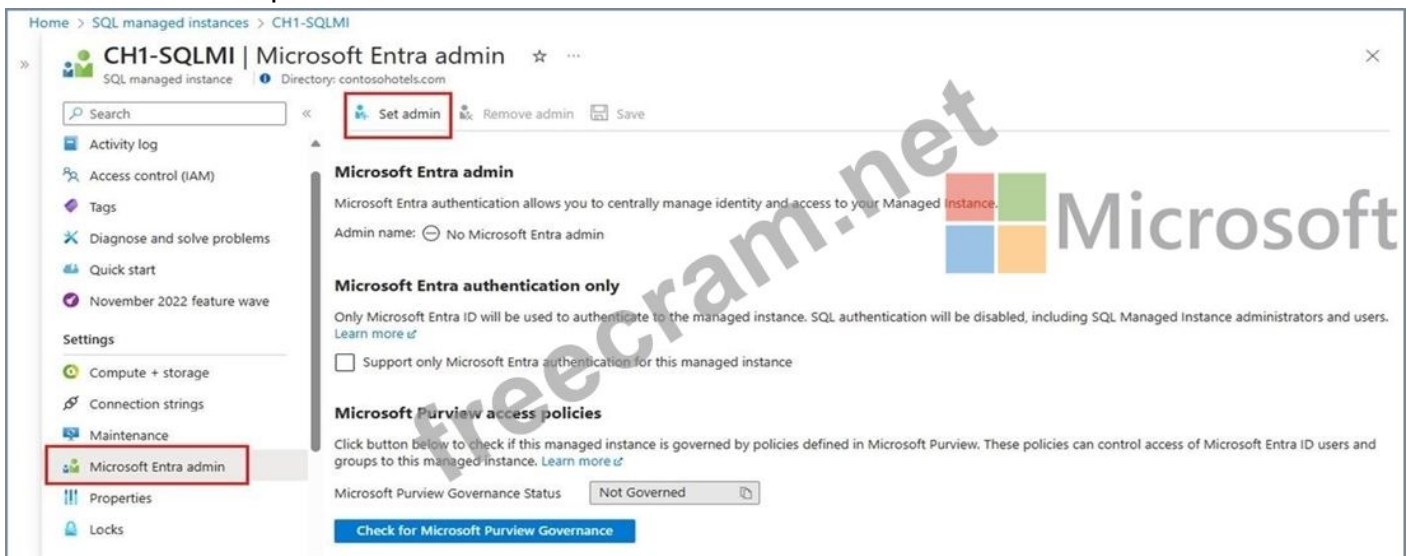 Home > SQL managed instances > CH1-SQLMI
CH1-SQLMI | Microsoft Entra admin
SQL managed instance
Directory: contosohotels.com
Search
Set admin
Remove admin
Save
Activity log
Access control (IAM)
Tags
Diagnose and solve problems
Quick start
November 2022 feature wave
Settings
Compute + storage
Connection strings
Maintenance
Microsoft Entra admin
Properties
Locks
Microsoft Entra admin
Microsoft Entra authentication allows you to centrally manage identity and access to your Managed Instance.
Admin name: No Microsoft Entra admin
Microsoft Entra authentication only
Only Microsoft Entra ID will be used to authenticate to the managed instance. SQL authentication will be disabled, including SQL Managed Instance administrators and users.
Learn more
Support only Microsoft Entra authentication for this managed instance
Microsoft Purview access policies
Click button below to check if this managed instance is governed by policies defined in Microsoft Purview. These policies can control access of Microsoft Entra ID users and
groups to this managed instance. Learn more
Microsoft Purview Governance Status Not Governed
Check for Microsoft Purview Governance
Microsoft
freecram.net